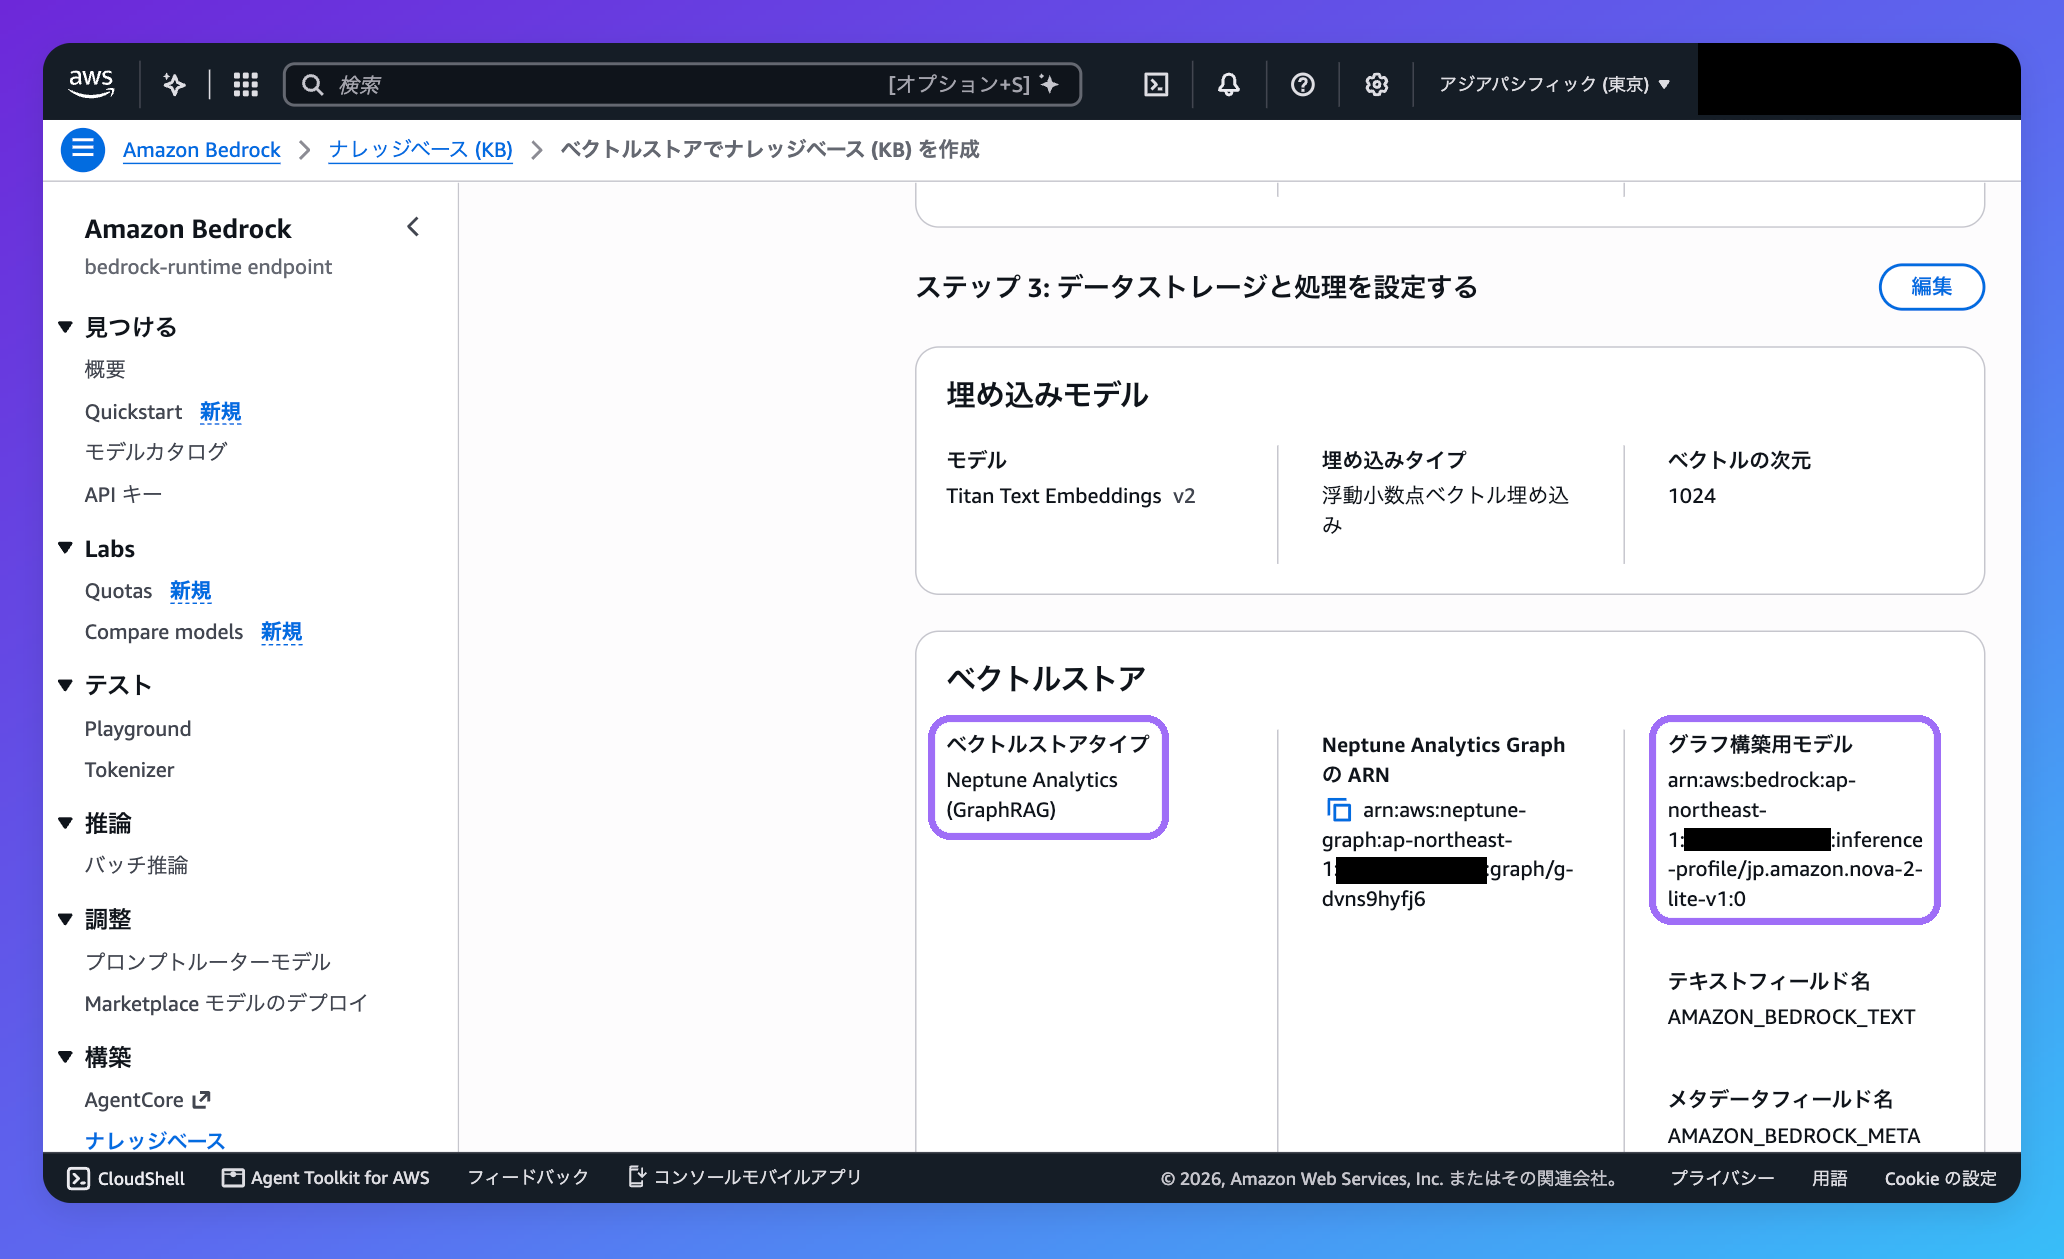 aws
検索
[オプション+S]
アジアパシフィック (東京) ▼
Amazon Bedrock
ナレッジベース (KB)
ベクトルストアでナレッジベース (KB) を作成
Amazon Bedrock
bedrock-runtime endpoint
見つける
概要
Quickstart 新規
モデルカタログ
API キー
Labs
Quotas 新規
Compare models 新規
テスト
Playground
Tokenizer
推論
バッチ推論
調整
プロンプトルーターモデル
Marketplace モデルのデプロイ
構築
AgentCore
ナレッジベース
ステップ 3: データストレージと処理を設定する
編集
埋め込みモデル
モデル
Titan Text Embeddings v2
埋め込みタイプ
浮動小数点ベクトル埋め込
み
ベクトルの次元
1024
ベクトルストア
ベクトルストアタイプ
Neptune Analytics
(GraphRAG)
Neptune Analytics Graph
の ARN
arn:aws:neptune-
graph:ap-northeast-
1:
:graph/g-
dvns9hyfj6
グラフ構築用モデル
arn:aws:bedrock:ap-
northeast-
1:
:inference
-profile/jp.amazon.nova-2-
lite-v1:0
テキストフィールド名
AMAZON_BEDROCK_TEXT
メタデータフィールド名
AMAZON_BEDROCK_META
CloudShell
Agent Toolkit for AWS
フィードバック
コンソールモバイルアプリ
© 2026, Amazon Web Services, Inc. またはその関連会社。
プライバシー
用語
Cookie の設定